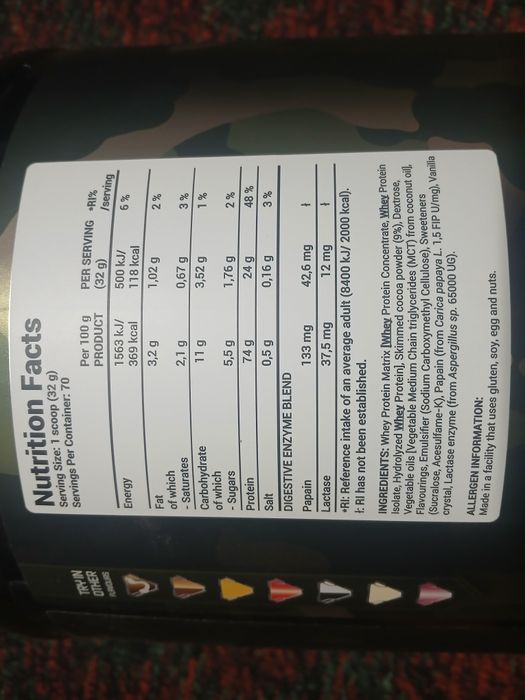 Nutrition Facts
Serving Size: 1 scoop (32 g)
Servings Per Container: 70
Per 100 g PRODUCT PER SERVING (32 g) *RI% /serving
Energy 1563 kJ/ 369 kcal 500 kJ/ 118 kcal 6 %
Fat 3,2 g 1,02 g 2 %
of which
- Saturates 2,1 g 0,67 g 3 %
Carbohydrate 11 g 3,52 g 1 %
of which
- Sugars 5,5 g 1,76 g 2 %
Protein 74 g 24 g 48 %
Salt 0,5 g 0,16 g 3 %
DIGESTIVE ENZYME BLEND
Papain 133 mg 42,6 mg ƚ
Lactase 37,5 mg 12 mg ƚ
*RI: Reference intake of an average adult (8400 kJ/ 2000 kcal).
ƚ: RI has not been established.
INGREDIENTS: Whey Protein Matrix [Whey Protein Concentrate, Whey Protein
Isolate, Hydrolyzed Whey Protein], Skimmed cocoa powder (9%), Dextrose,
Vegetable oils [Vegetable Medium Chain triglycerides (MCT) from coconut oil],
Flavourings, Emulsifier (Sodium Carboxymethyl Cellulose), Sweeteners
(Sucralose, Acesulfame-K), Papain (from Carica papaya L. 1,5 FIP U/mg), Vanilla
crystal, Lactase enzyme (from Aspergillus sp. 65000 UG).
ALLERGEN INFORMATION:
Made in a facility that uses gluten, soy, egg and nuts.
TRY IN
OTHER
FLAVOURS